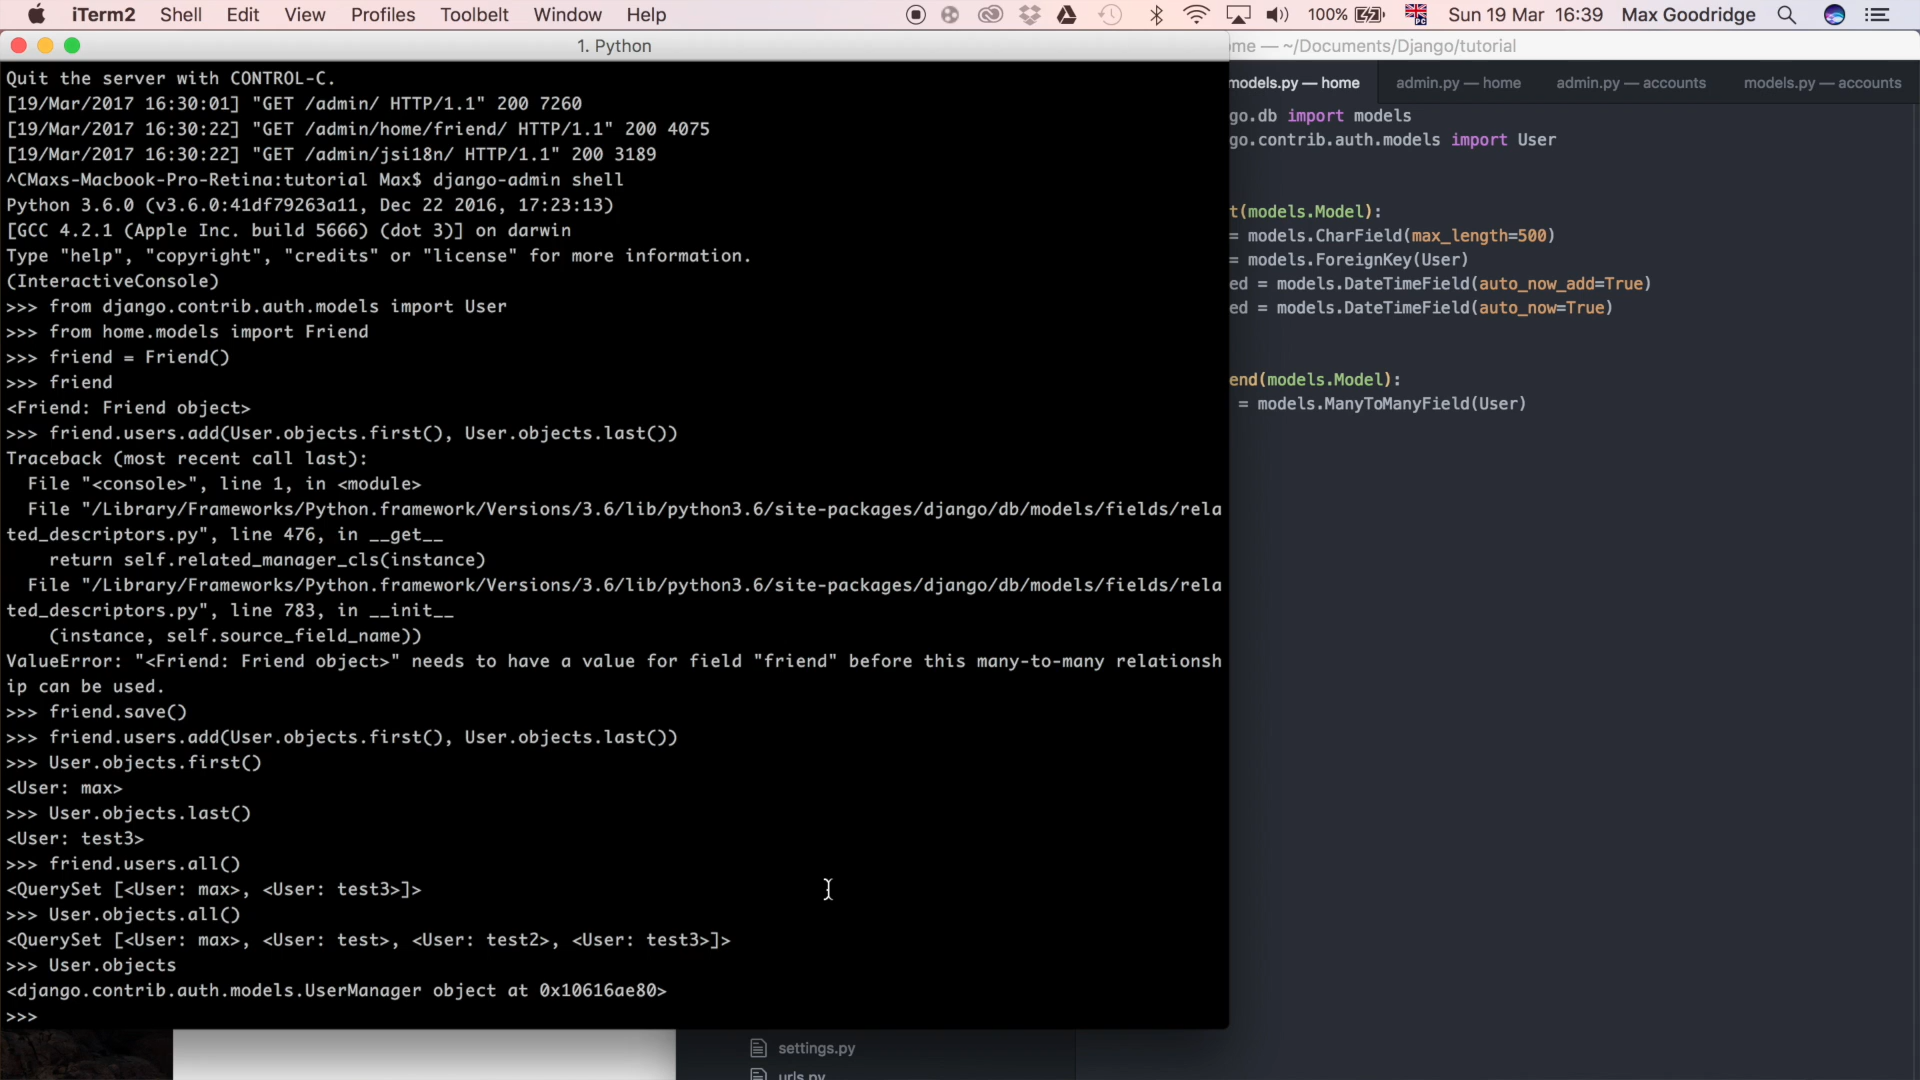 iTerm2 Shell Edit View Profiles Toolbelt Window Help 100% Sun 19 Mar 16:39 Max Goodridge
1. Python
me — ~/Documents/Django/tutorial
Quit the server with CONTROL-C.
[19/Mar/2017 16:30:01] "GET /admin/ HTTP/1.1" 200 7260
[19/Mar/2017 16:30:22] "GET /admin/home/friend/ HTTP/1.1" 200 4075
[19/Mar/2017 16:30:22] "GET /admin/jsi18n/ HTTP/1.1" 200 3189
^CMaxs-Macbook-Pro-Retina:tutorial Max$ django-admin shell
Python 3.6.0 (v3.6.0:41df79263a11, Dec 22 2016, 17:23:13)
[GCC 4.2.1 (Apple Inc. build 5666) (dot 3)] on darwin
Type "help", "copyright", "credits" or "license" for more information.
(InteractiveConsole)
>>> from django.contrib.auth.models import User
>>> from home.models import Friend
>>> friend = Friend()
>>> friend
<Friend: Friend object>
>>> friend.users.add(User.objects.first(), User.objects.last())
Traceback (most recent call last):
  File "<console>", line 1, in <module>
  File "/Library/Frameworks/Python.framework/Versions/3.6/lib/python3.6/site-packages/django/db/models/fields/rela
ted_descriptors.py", line 476, in __get__
    return self.related_manager_cls(instance)
  File "/Library/Frameworks/Python.framework/Versions/3.6/lib/python3.6/site-packages/django/db/models/fields/rela
ted_descriptors.py", line 783, in __init__
    (instance, self.source_field_name))
ValueError: "<Friend: Friend object>" needs to have a value for field "friend" before this many-to-many relationsh
ip can be used.
>>> friend.save()
>>> friend.users.add(User.objects.first(), User.objects.last())
>>> User.objects.first()
<User: max>
>>> User.objects.last()
<User: test3>
>>> friend.users.all()
<QuerySet [<User: max>, <User: test3>]>
>>> User.objects.all()
<QuerySet [<User: max>, <User: test>, <User: test2>, <User: test3>]>
>>> User.objects
<django.contrib.auth.models.UserManager object at 0x10616ae80>
>>>
models.py — home admin.py — home admin.py — accounts models.py — accounts
go.db import models
go.contrib.auth.models import User
t(models.Model):
= models.CharField(max_length=500)
= models.ForeignKey(User)
ed = models.DateTimeField(auto_now_add=True)
ed = models.DateTimeField(auto_now=True)
end(models.Model):
= models.ManyToManyField(User)
settings.py
urls.py